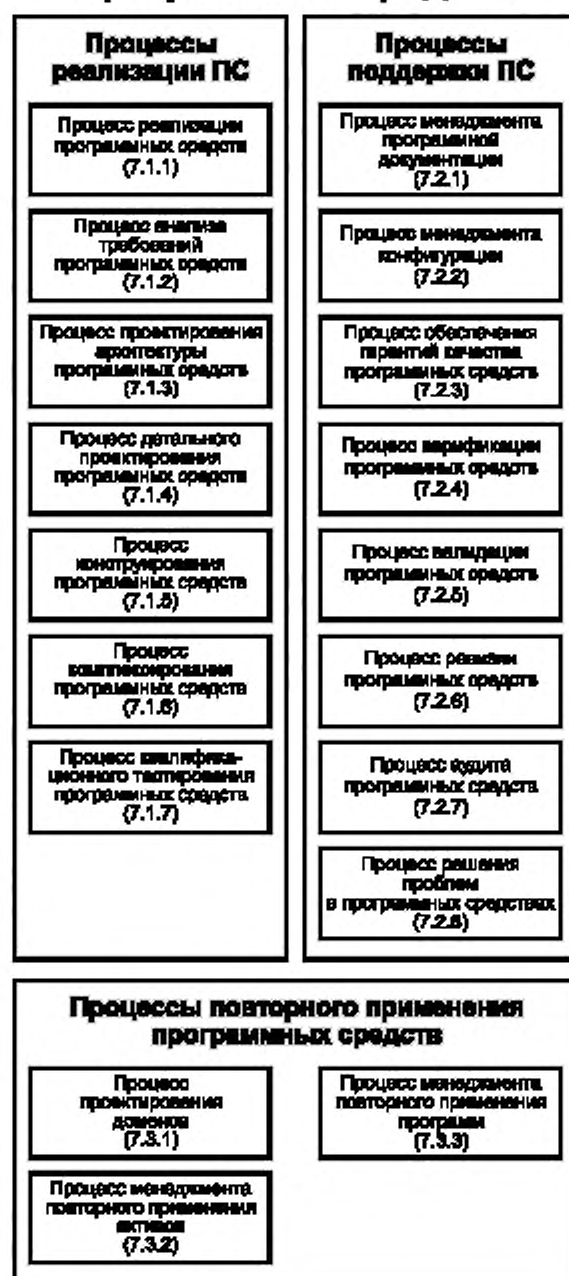 Процессы
реализации ПС
Процесс реализации
программных средств
(7.1.1)
Процесс анализа
требований
программных средств
(7.1.2)
Процесс проектирования
архитектуры
программных средств
(7.1.3)
Процесс детального
проектирования
программных средств
(7.1.4)
Процесс
конструирования
программных средств
(7.1.5)
Процесс
комплексирования
программных средств
(7.1.6)
Процесс квалифика-
ционного тестирования
программных средств
(7.1.7)
Процессы
поддержки ПС
Процесс менеджмента
программной
документации
(7.2.1)
Процесс менеджмента
конфигурации
(7.2.2)
Процесс обеспечения
гарантий качества
программных средств
(7.2.3)
Процесс верификации
программных средств
(7.2.4)
Процесс валидации
программных средств
(7.2.5)
Процесс ревизии
программных средств
(7.2.6)
Процесс аудита
программных средств
(7.2.7)
Процесс решения
проблем
в программных средствах
(7.2.8)
Процессы повторного применения
программных средств
Процесс
проектирования
доменов
(7.3.1)
Процесс менеджмента
повторного применения
активов
(7.3.2)
Процесс менеджмента
повторного применения
программ
(7.3.3)